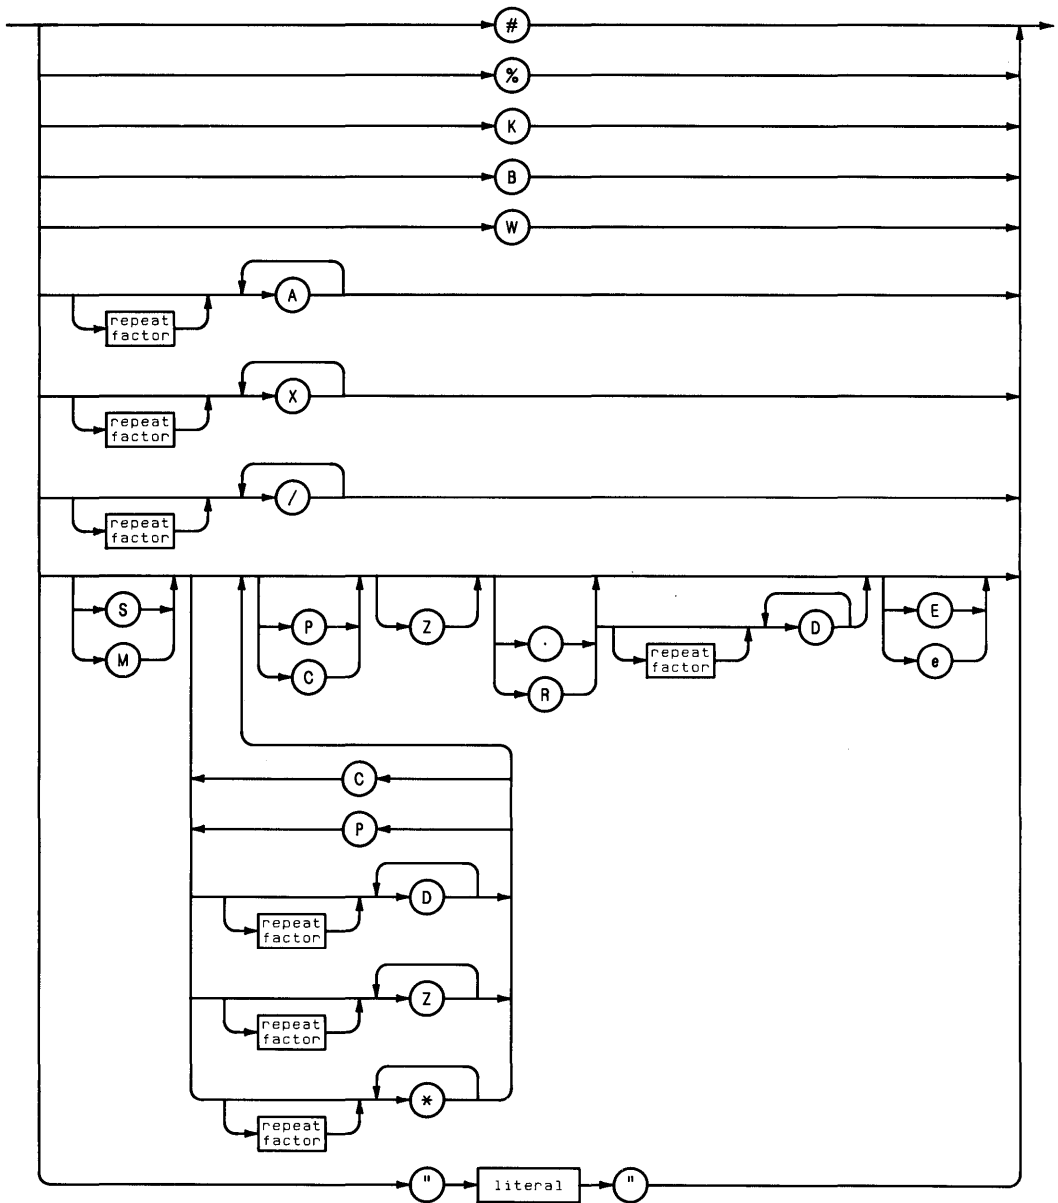 #
%
K
B
W
A
repeat
factor
X
repeat
factor
/
repeat
factor
S
P
Z
.
D
E
M
C
R
repeat
factor
e
C
P
D
repeat
factor
Z
repeat
factor
*
repeat
factor
" literal "